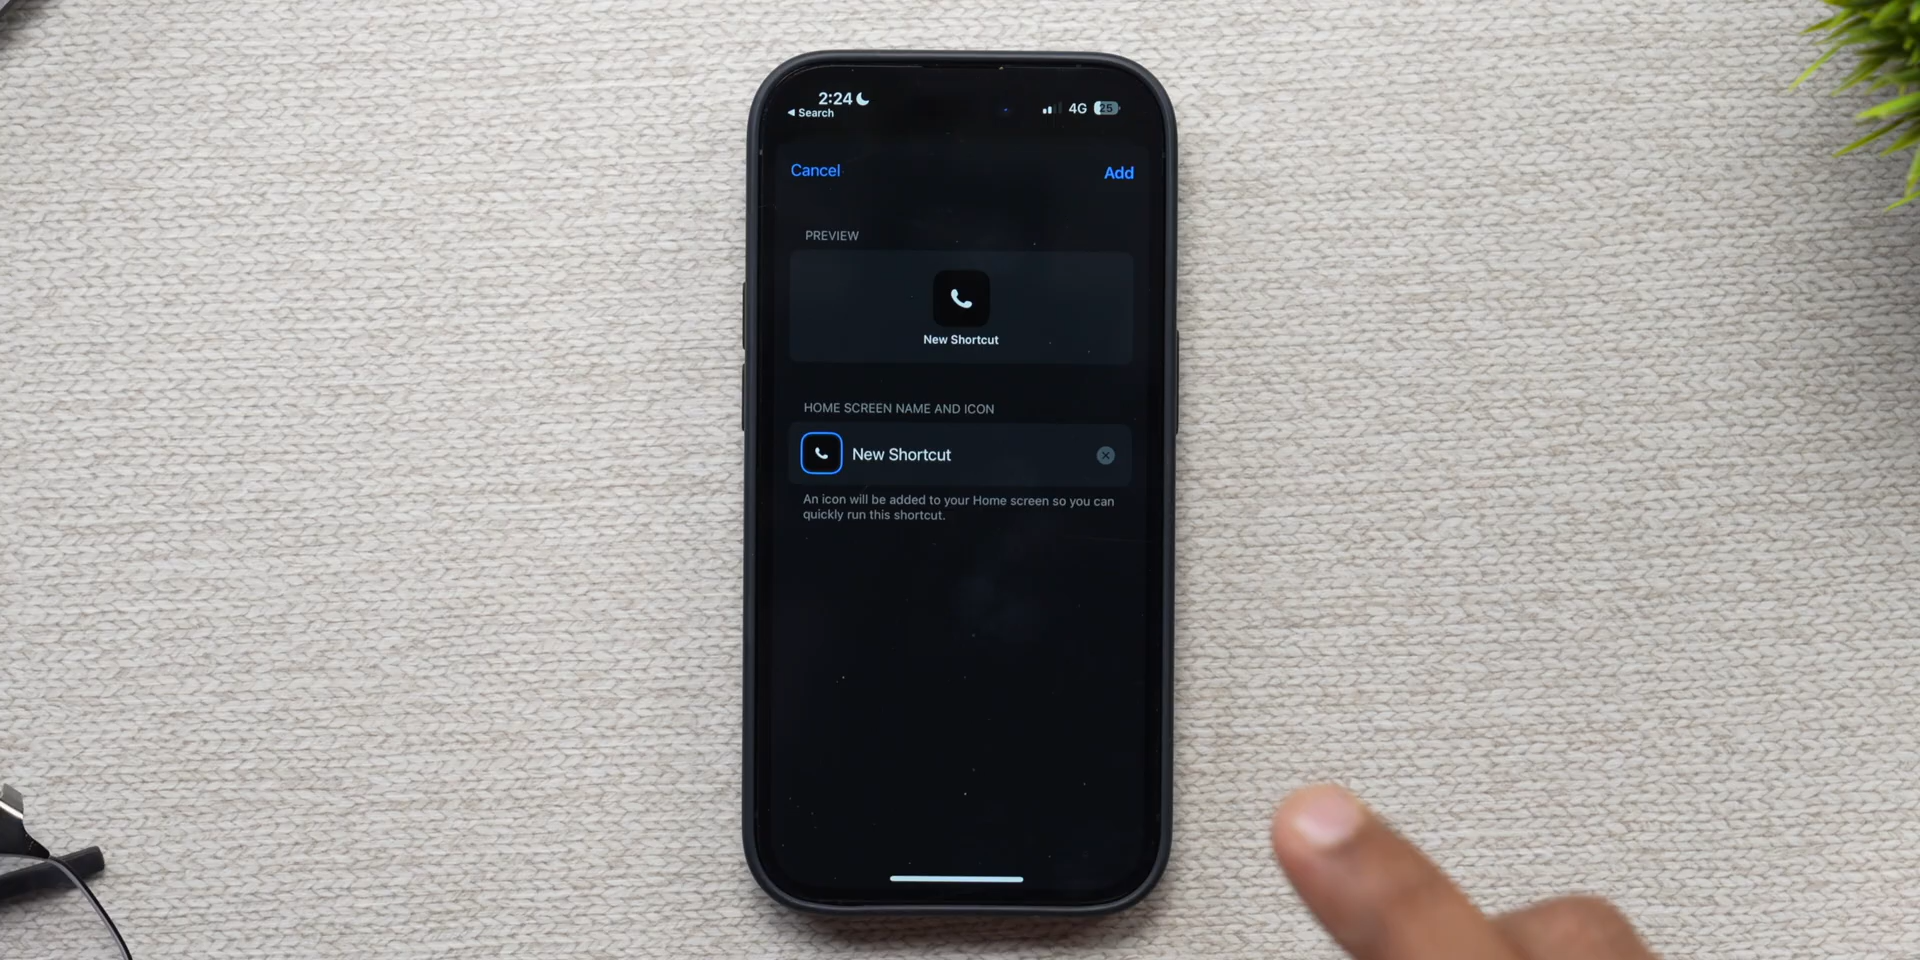 2:24
4G 25
◀ Search
Cancel
Add
PREVIEW
New Shortcut
HOME SCREEN NAME AND ICON
New Shortcut
An icon will be added to your Home screen so you can
quickly run this shortcut.